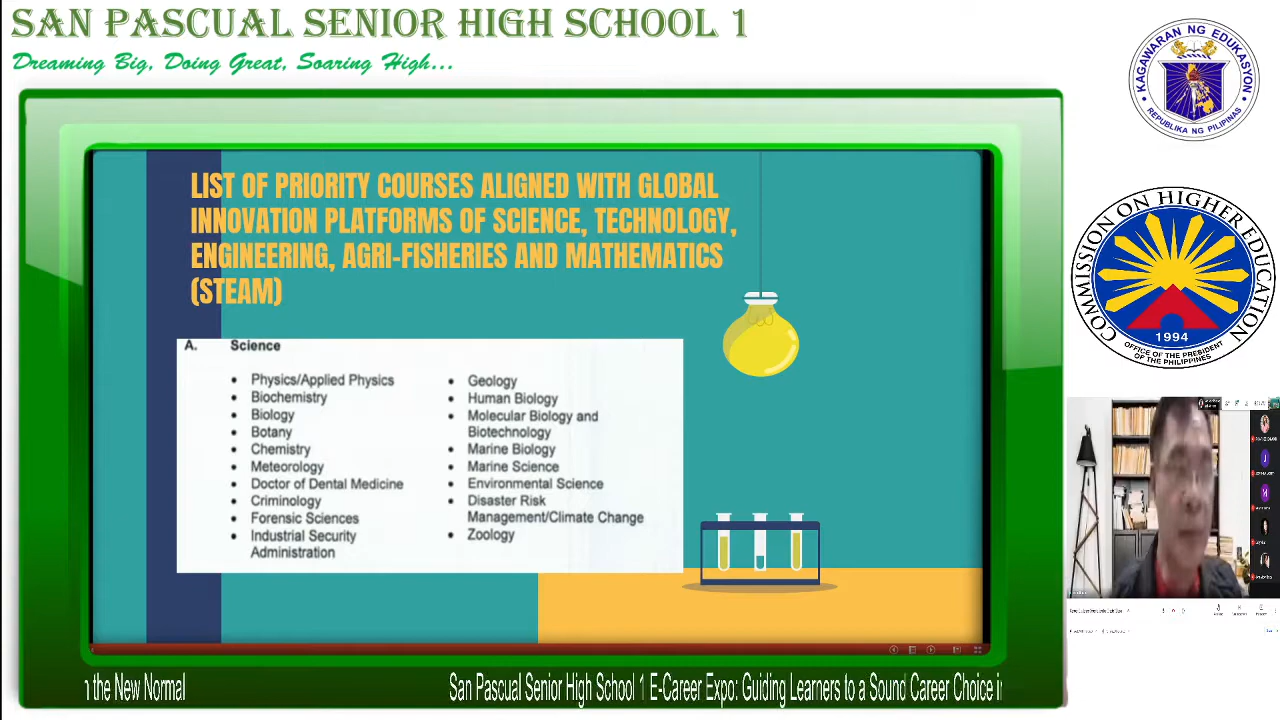 SAN PASCUAL SENIOR HIGH SCHOOL 1
Dreaming Big, Doing Great, Soaring High...
KAGAWARAN NG EDUKASYON
REPUBLIKA NG PILIPINAS
COMMISSION ON HIGHER EDUCATION
1994
OFFICE OF THE PRESIDENT
OF THE PHILIPPINES
LIST OF PRIORITY COURSES ALIGNED WITH GLOBAL
INNOVATION PLATFORMS OF SCIENCE, TECHNOLOGY,
ENGINEERING, AGRI-FISHERIES AND MATHEMATICS
(STEAM)
A. Science
• Physics/Applied Physics
• Biochemistry
• Biology
• Botany
• Chemistry
• Meteorology
• Doctor of Dental Medicine
• Criminology
• Forensic Sciences
• Industrial Security
Administration
• Geology
• Human Biology
• Molecular Biology and
Biotechnology
• Marine Biology
• Marine Science
• Environmental Science
• Disaster Risk
Management/Climate Change
• Zoology
n the New Normal
San Pascual Senior High School 1 E-Career Expo: Guiding Learners to a Sound Career Choice i